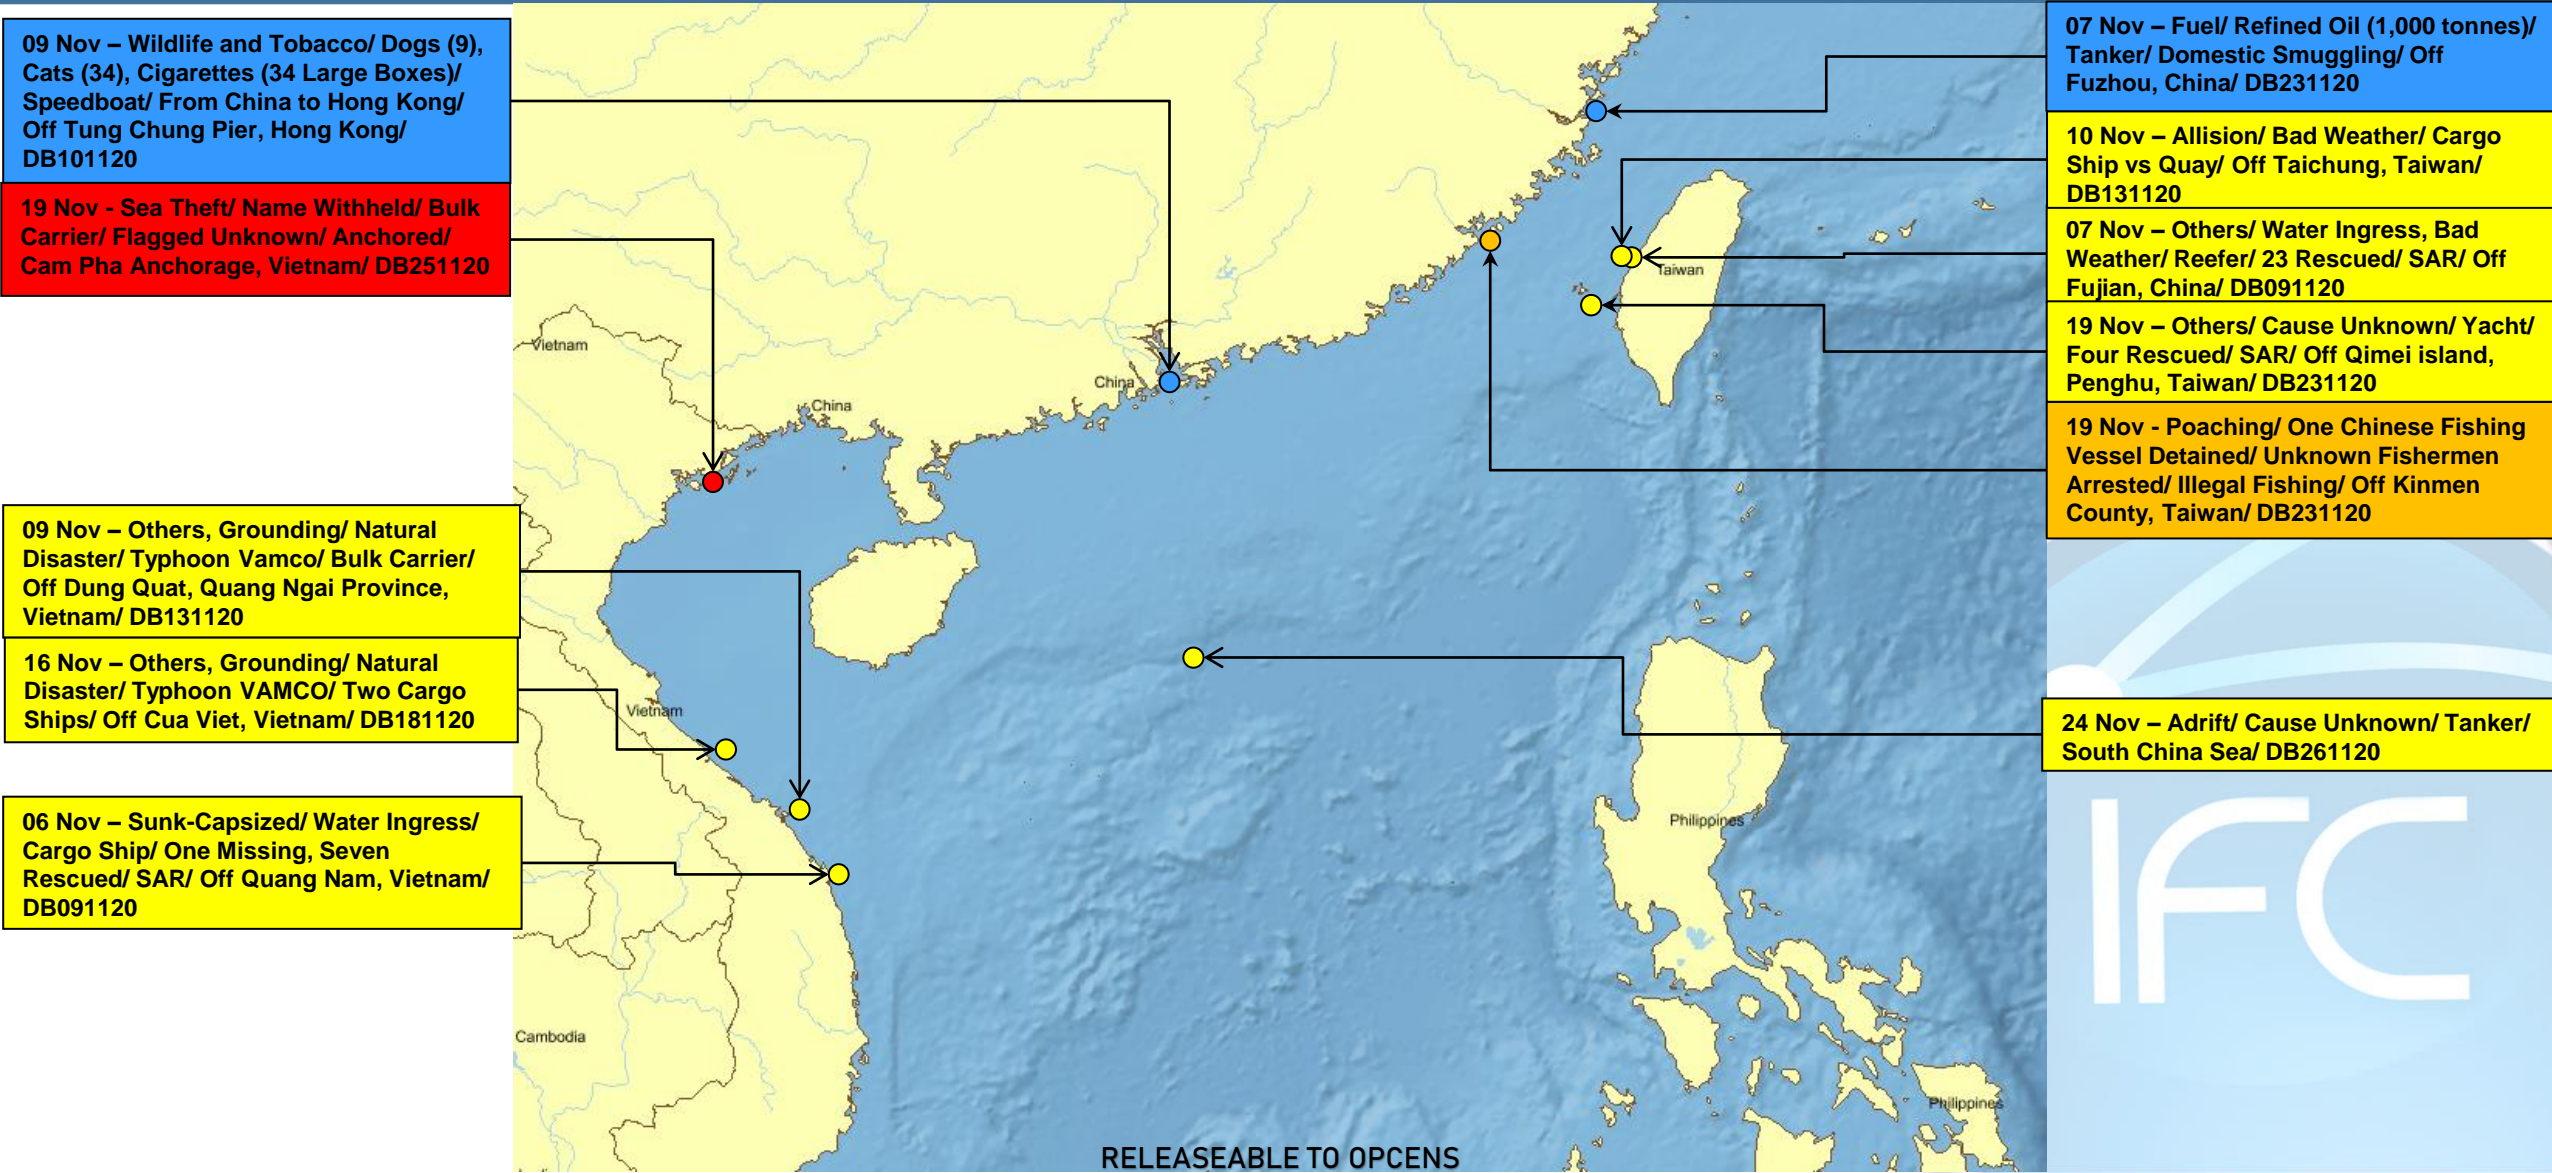 09 Nov – Wildlife and Tobacco/ Dogs (9),
Cats (34), Cigarettes (34 Large Boxes)/
Speedboat/ From China to Hong Kong/
Off Tung Chung Pier, Hong Kong/
DB101120
19 Nov - Sea Theft/ Name Withheld/ Bulk
Carrier/ Flagged Unknown/ Anchored/
Cam Pha Anchorage, Vietnam/ DB251120
09 Nov – Others, Grounding/ Natural
Disaster/ Typhoon Vamco/ Bulk Carrier/
Off Dung Quat, Quang Ngai Province,
Vietnam/ DB131120
16 Nov – Others, Grounding/ Natural
Disaster/ Typhoon VAMCO/ Two Cargo
Ships/ Off Cua Viet, Vietnam/ DB181120
06 Nov – Sunk-Capsized/ Water Ingress/
Cargo Ship/ One Missing, Seven
Rescued/ SAR/ Off Quang Nam, Vietnam/
DB091120
Vietnam
China
China
Taiwan
Vietnam
Philippines
Cambodia
Philippines
RELEASEABLE TO OPCENS
07 Nov – Fuel/ Refined Oil (1,000 tonnes)/
Tanker/ Domestic Smuggling/ Off
Fuzhou, China/ DB231120
10 Nov – Allision/ Bad Weather/ Cargo
Ship vs Quay/ Off Taichung, Taiwan/
DB131120
07 Nov – Others/ Water Ingress, Bad
Weather/ Reefer/ 23 Rescued/ SAR/ Off
Fujian, China/ DB091120
19 Nov – Others/ Cause Unknown/ Yacht/
Four Rescued/ SAR/ Off Qimei island,
Penghu, Taiwan/ DB231120
19 Nov - Poaching/ One Chinese Fishing
Vessel Detained/ Unknown Fishermen
Arrested/ Illegal Fishing/ Off Kinmen
County, Taiwan/ DB231120
24 Nov – Adrift/ Cause Unknown/ Tanker/
South China Sea/ DB261120
IFC